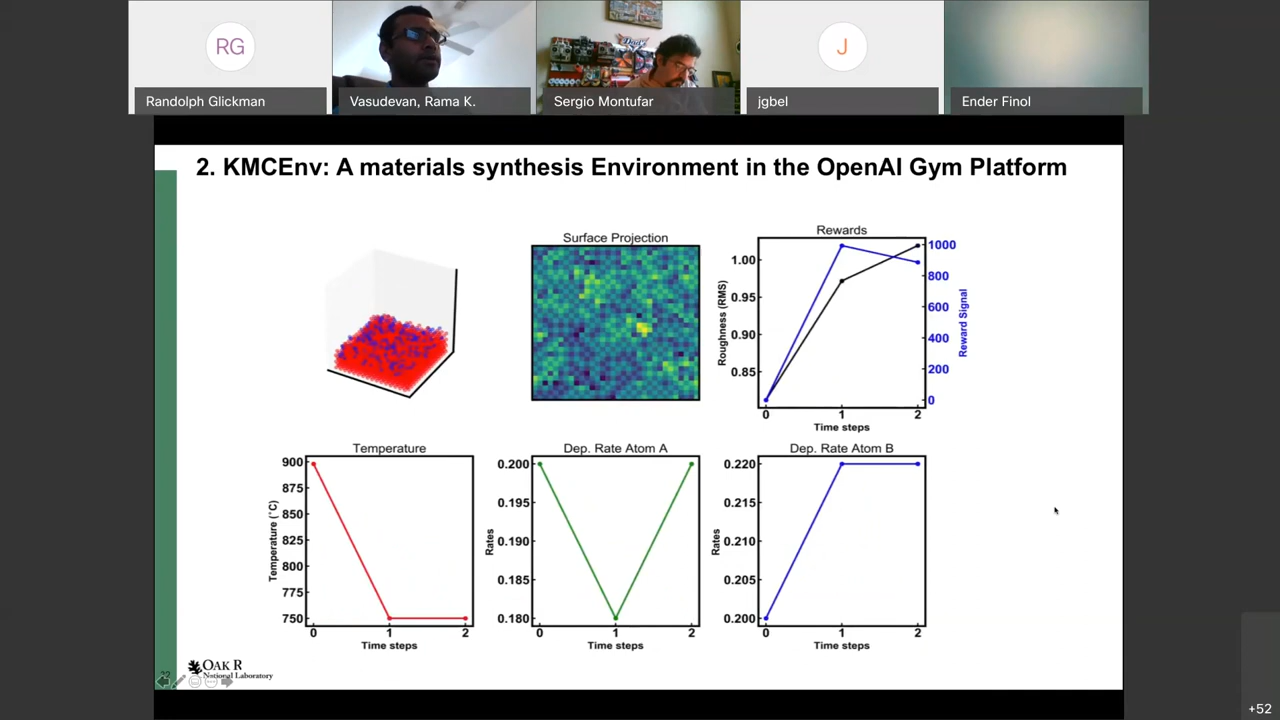 RG
J
Randolph Glickman
Vasudevan, Rama K.
Sergio Montufar
jgbel
Ender Finol
2. KMCEnv: A materials synthesis Environment in the OpenAI Gym Platform
Surface Projection
Rewards
Roughness (RMS)
1.00
0.95
0.90
0.85
1000
800
600
400
200
0
Reward Signal
0 1 2
Time steps
Temperature
Temperature (°C)
900
875
850
825
800
775
750
0 1 2
Time steps
Dep. Rate Atom A
Rates
0.200
0.195
0.190
0.185
0.180
0 1 2
Time steps
Dep. Rate Atom B
Rates
0.220
0.215
0.210
0.205
0.200
0 1 2
Time steps
OAK R
National Laboratory
+52